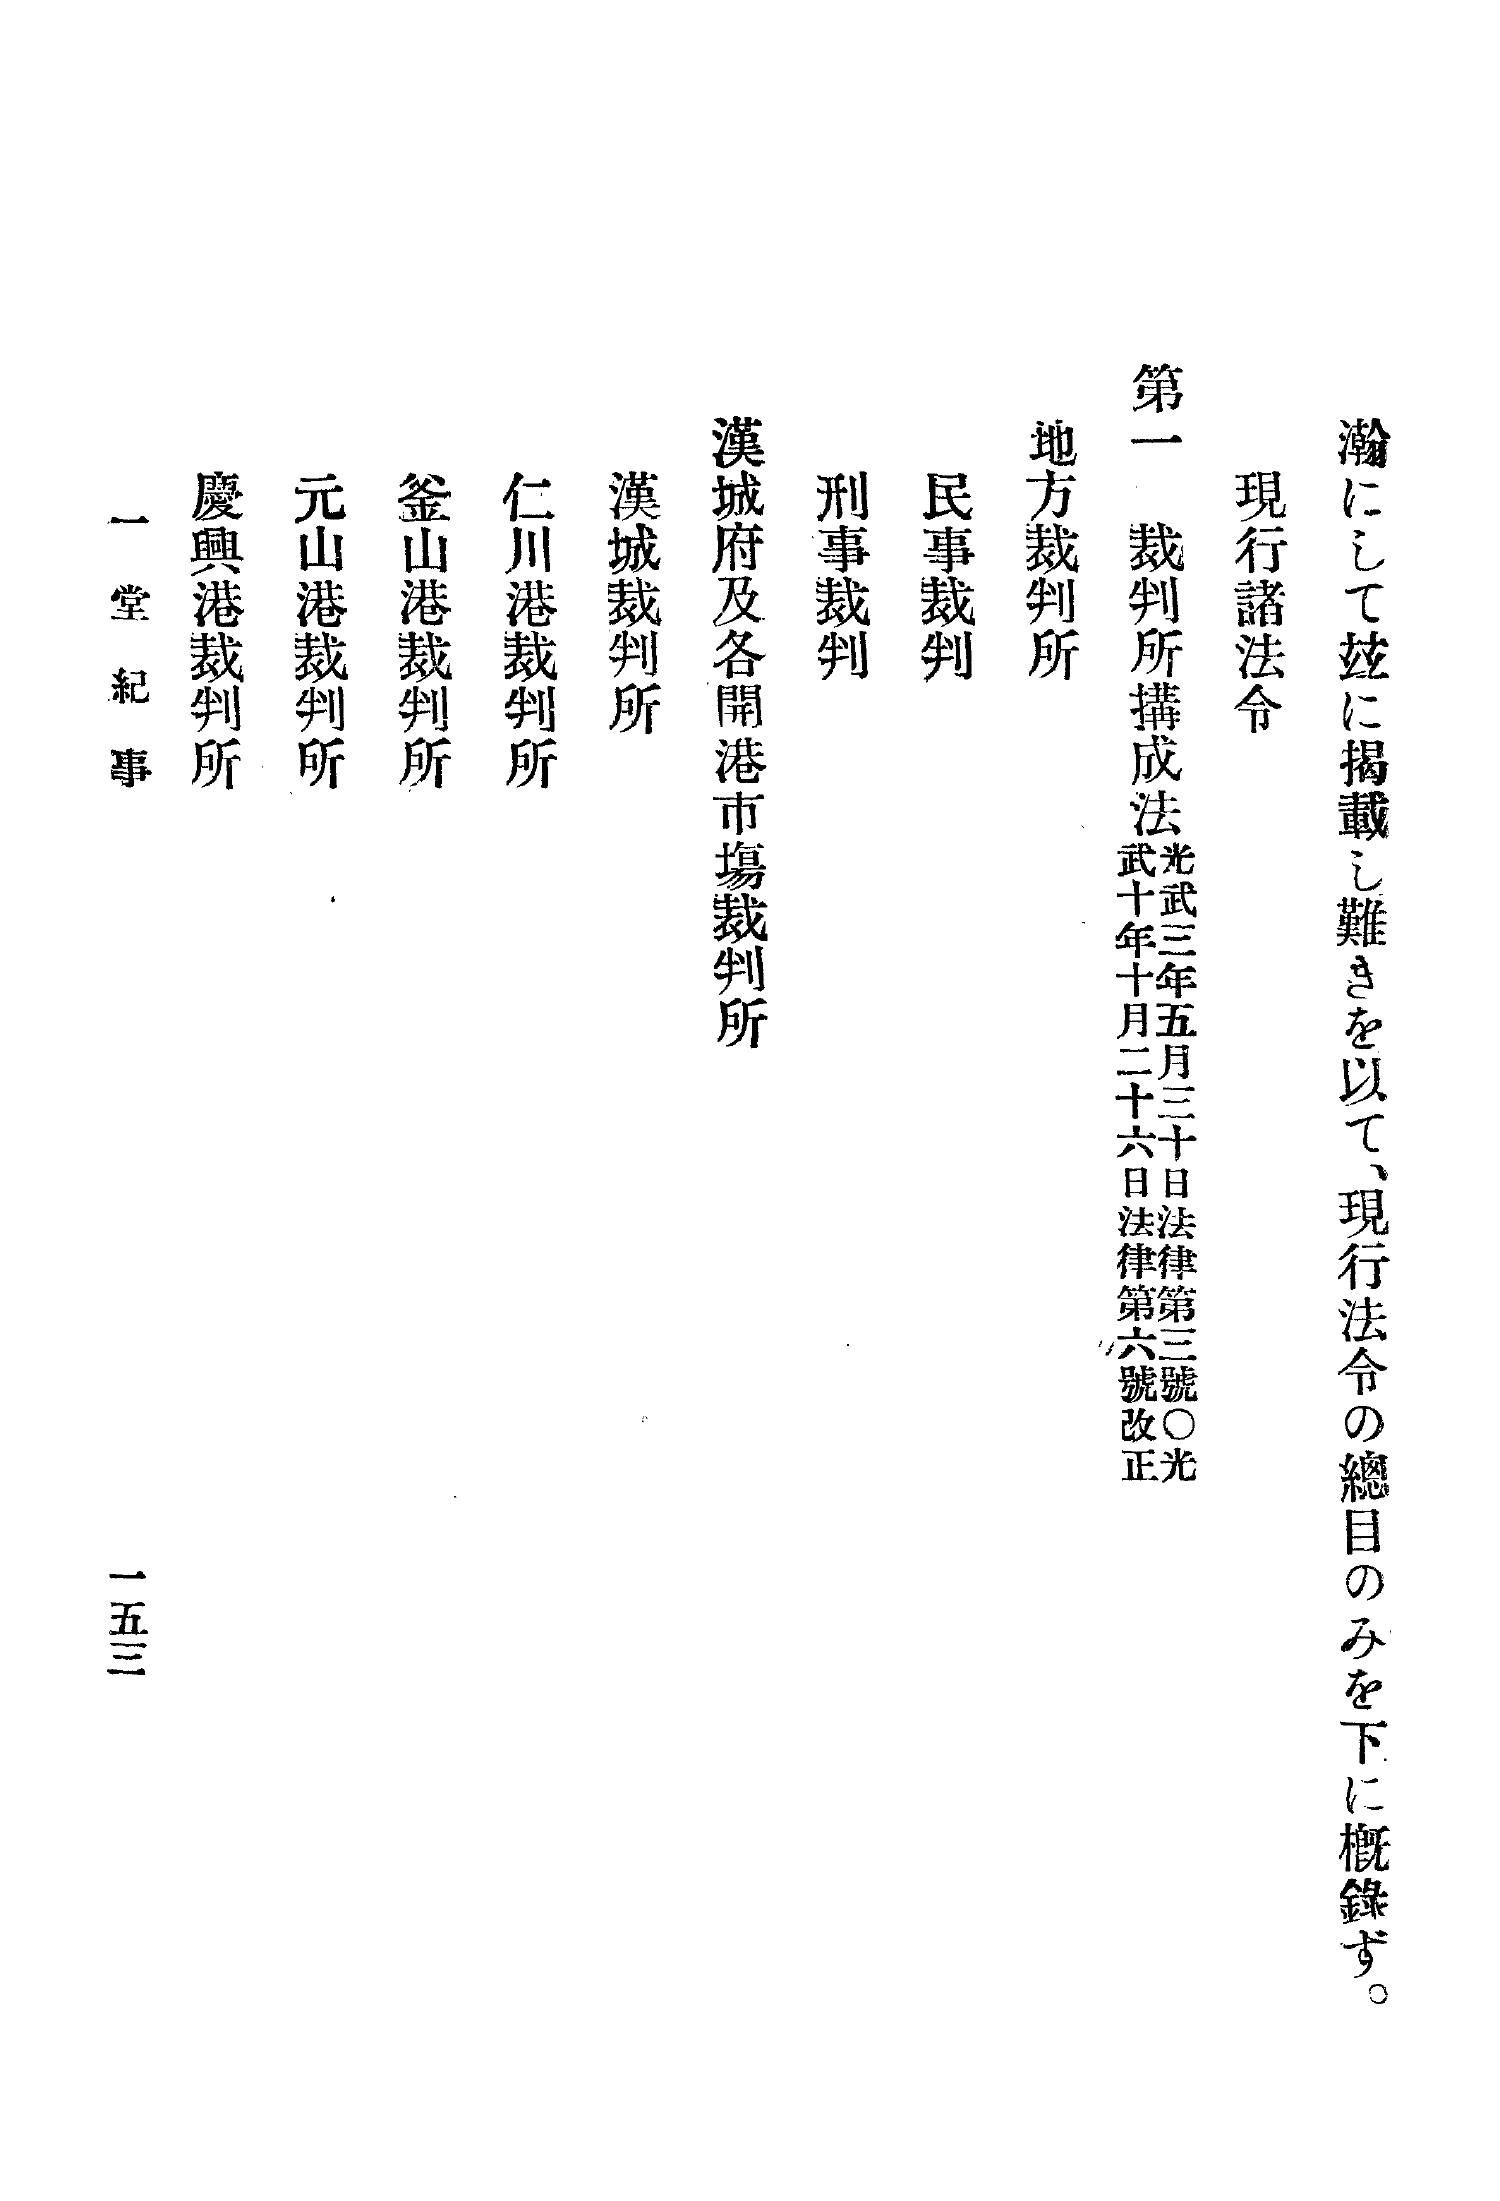 瀚にして玆に揭載し難きを以て、現行法令の總目のみを下に槪錄ず。
現行諸法令
第一　裁判所搆成法
光武三年五月三十日法律第三號〇光
武十年十月二十六日法律第六號改正
地方裁判所
民事裁判
刑事裁判
漢城府及各開港市場裁判所
漢城裁判所
仁川港裁判所
釜山港裁判所
元山港裁判所
慶興港裁判所
一堂紀事
一五三